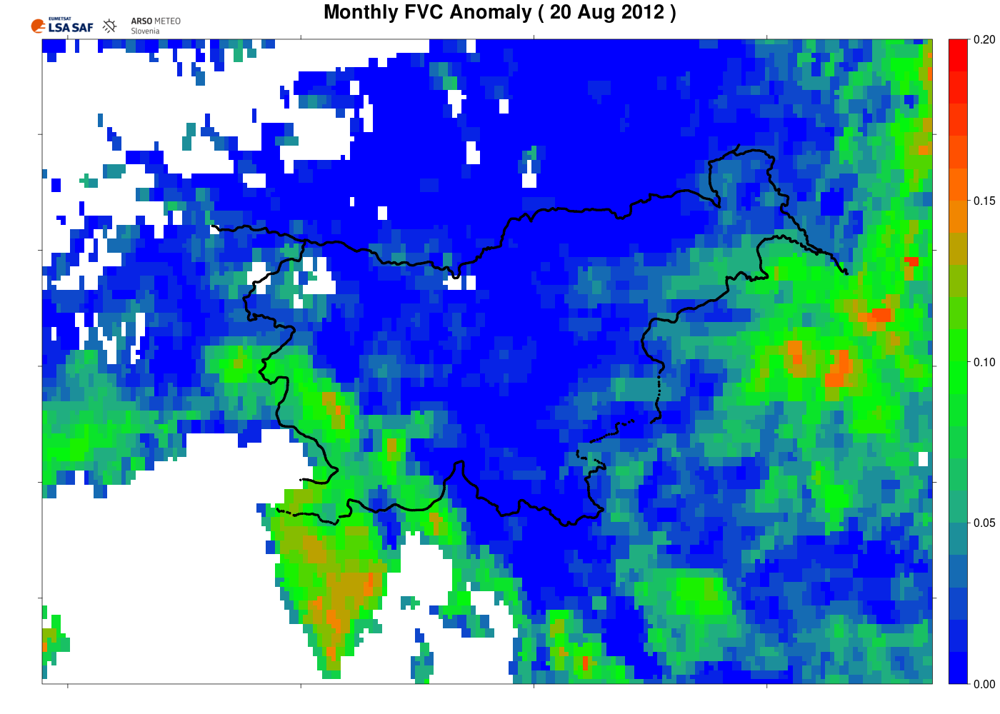 Monthly FVC Anomaly ( 20 Aug 2012 )
EUMETSAT
LSA SAF
ARSO METEO
Slovenia
0.20
0.15
0.10
0.05
0.00